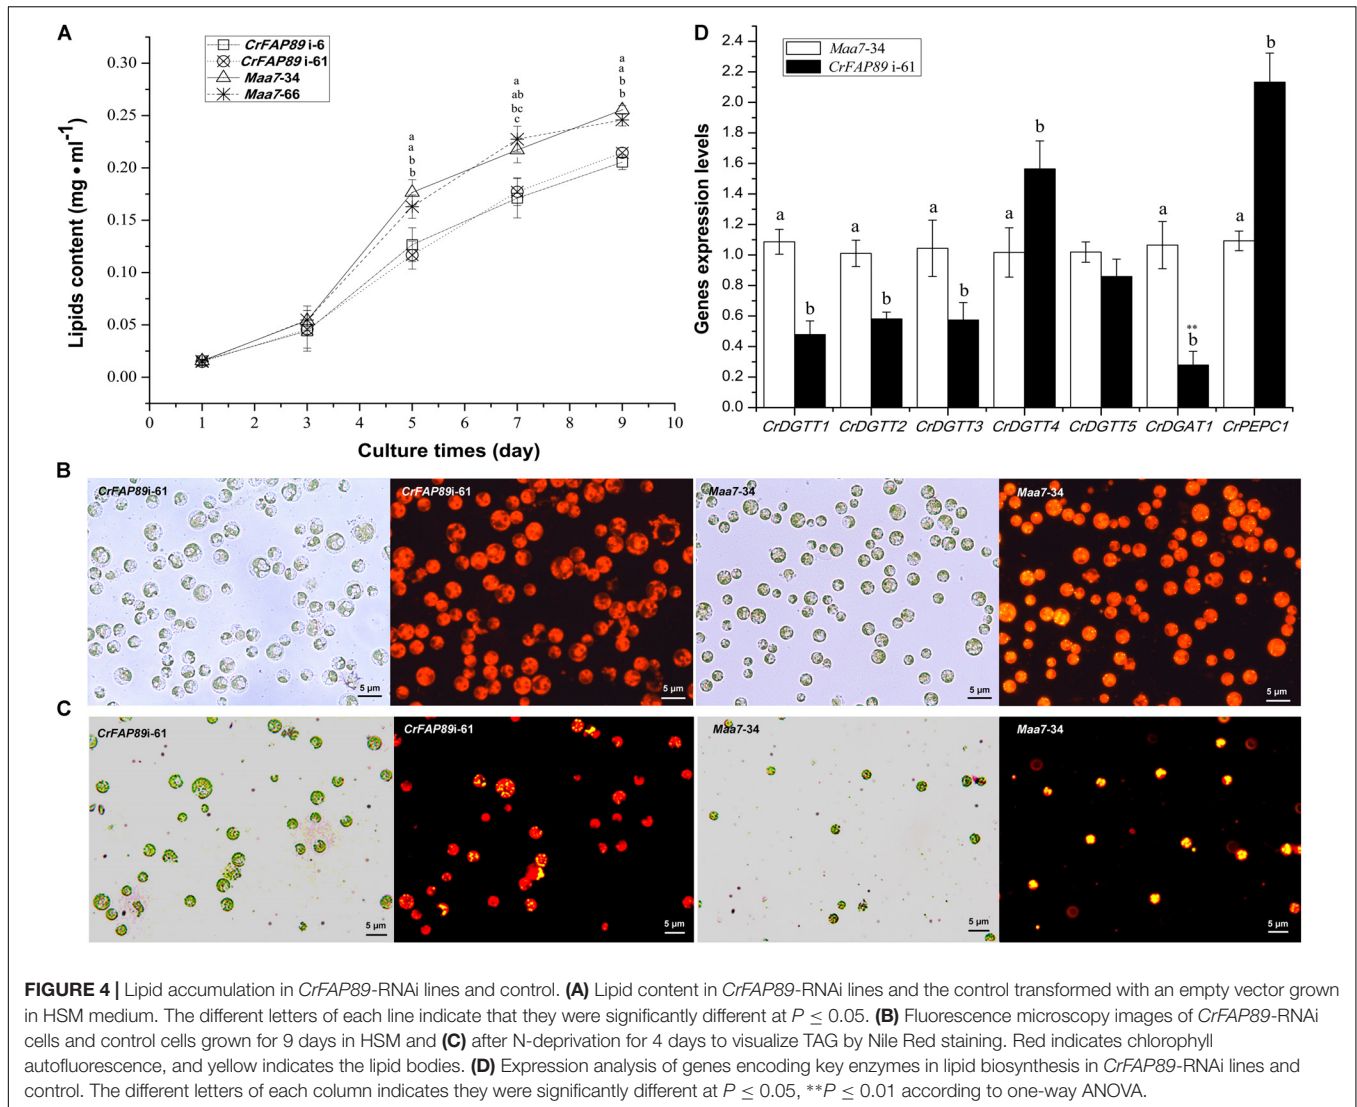 A
CrFAP89 i-6
CrFAP89 i-61
Maa7-34
Maa7-66
Lipids content (mg • ml-1)
0.30
0.25
0.20
0.15
0.10
0.05
0.00
a
a
b
b
a
ab
bc
c
a
a
b
b
0 1 2 3 4 5 6 7 8 9 10
Culture times (day)
D
Maa7-34
CrFAP89 i-61
Genes expression levels
2.4
2.2
2.0
1.8
1.6
1.4
1.2
1.0
0.8
0.6
0.4
0.2
0.0
a b a b a b a b a ** b a b
CrDGTT1 CrDGTT2 CrDGTT3 CrDGTT4 CrDGTT5 CrDGAT1 CrPEPC1
B
CrFAP89i-61 CrFAP89i-61 Maa7-34 Maa7-34
5 µm 5 µm 5 µm 5 µm
C
CrFAP89i-61 CrFAP89i-61 Maa7-34 Maa7-34
5 µm 5 µm 5 µm 5 µm
FIGURE 4 | Lipid accumulation in CrFAP89-RNAi lines and control. (A) Lipid content in CrFAP89-RNAi lines and the control transformed with an empty vector grown
in HSM medium. The different letters of each line indicate that they were significantly different at P ≤ 0.05. (B) Fluorescence microscopy images of CrFAP89-RNAi
cells and control cells grown for 9 days in HSM and (C) after N-deprivation for 4 days to visualize TAG by Nile Red staining. Red indicates chlorophyll
autofluorescence, and yellow indicates the lipid bodies. (D) Expression analysis of genes encoding key enzymes in lipid biosynthesis in CrFAP89-RNAi lines and
control. The different letters of each column indicates they were significantly different at P ≤ 0.05, **P ≤ 0.01 according to one-way ANOVA.